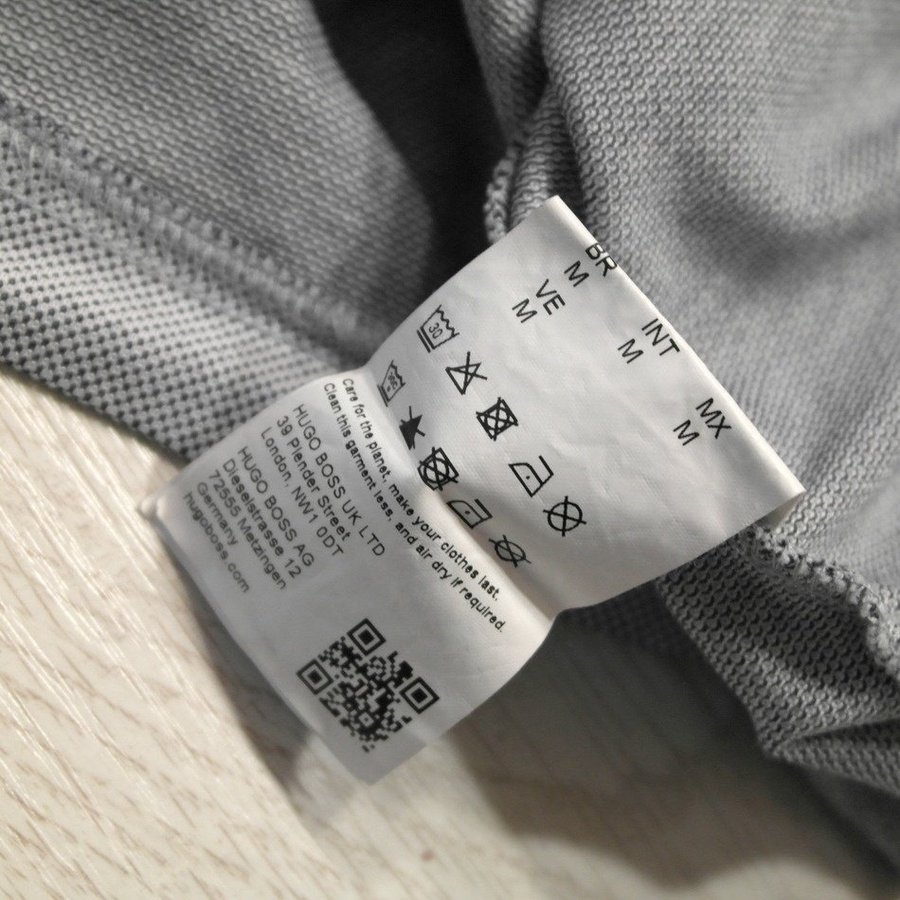 BR
M
VE
M
INT
M
MX
M
30
Care for the planet, make your clothes last.
Clean this garment less, and air dry if required.
HUGO BOSS UK LTD
39 Plender Street
London, NW1 0DT
HUGO BOSS AG
Dieselstrasse 12
72555 Metzingen
Germany
hugoboss.com